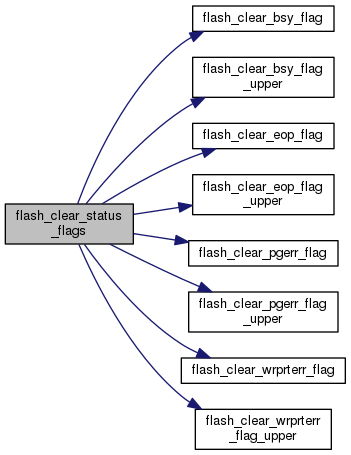 flash_clear_bsy_flag
flash_clear_bsy_flag
_upper
flash_clear_eop_flag
flash_clear_eop_flag
_upper
flash_clear_status
_flags
flash_clear_pgerr_flag
flash_clear_pgerr_flag
_upper
flash_clear_wrprterr_flag
flash_clear_wrprterr
_flag_upper